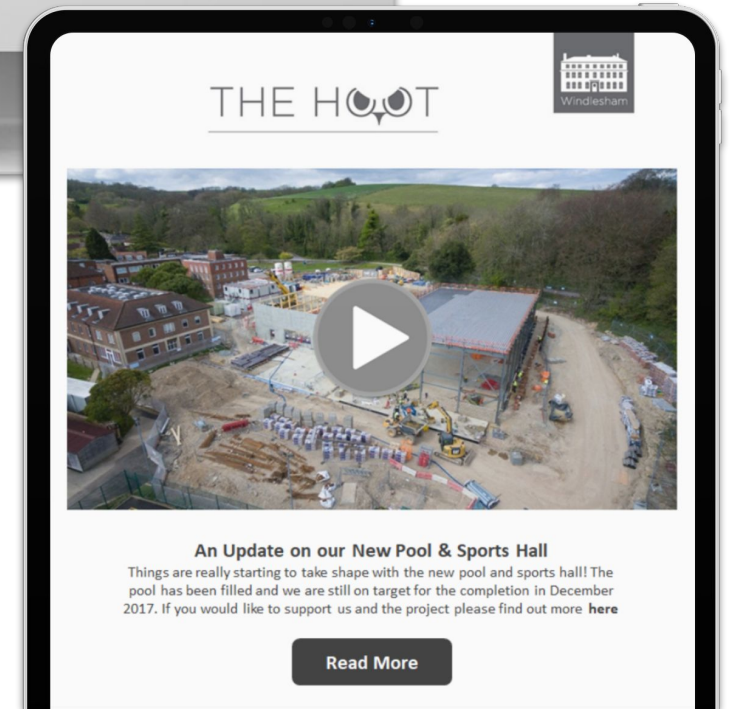 THE HOOT
Windlesham
An Update on our New Pool & Sports Hall
Things are really starting to take shape with the new pool and sports hall! The
pool has been filled and we are still on target for the completion in December
2017. If you would like to support us and the project please find out more here
Read More